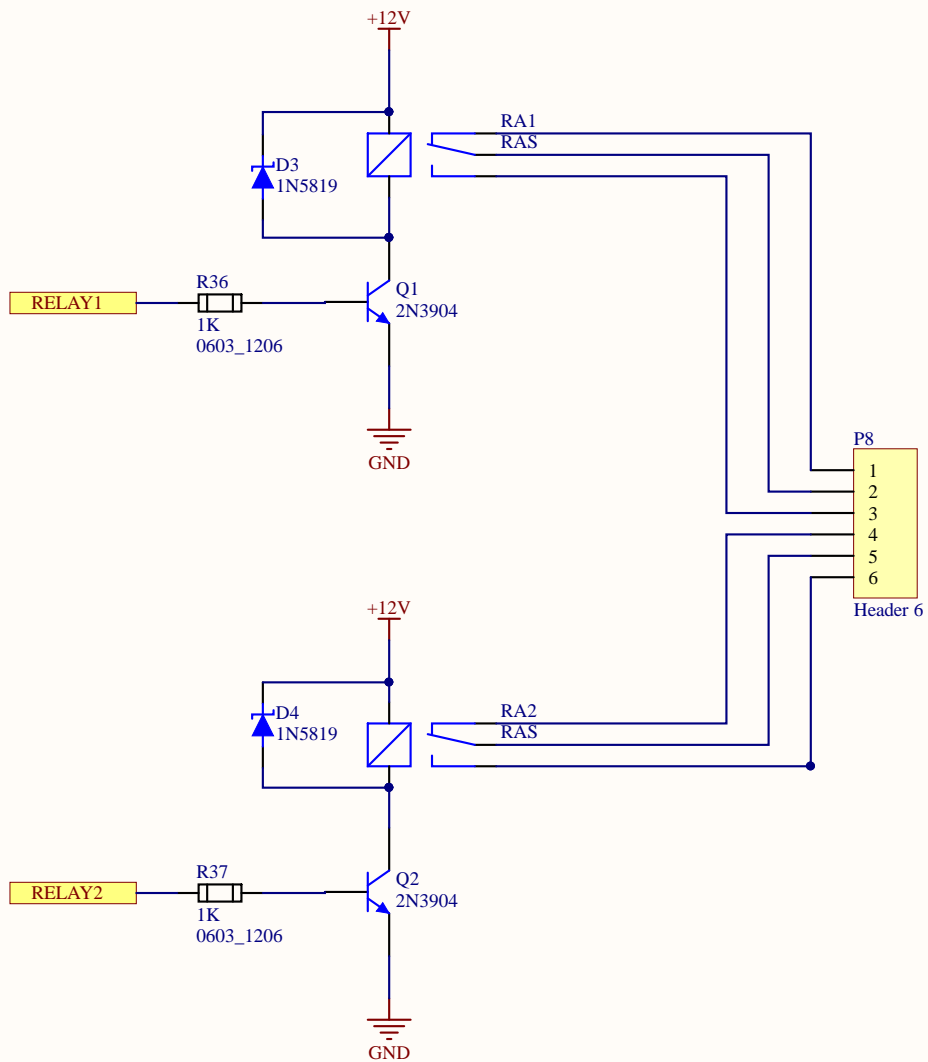 +12V
RA1
RAS
D3
1N5819
R36
Q1
RELAY1
2N3904
1K
0603_1206
GND
P8
1
2
3
4
5
6
Header 6
+12V
RA2
RAS
D4
1N5819
R37
Q2
RELAY2
2N3904
1K
0603_1206
GND